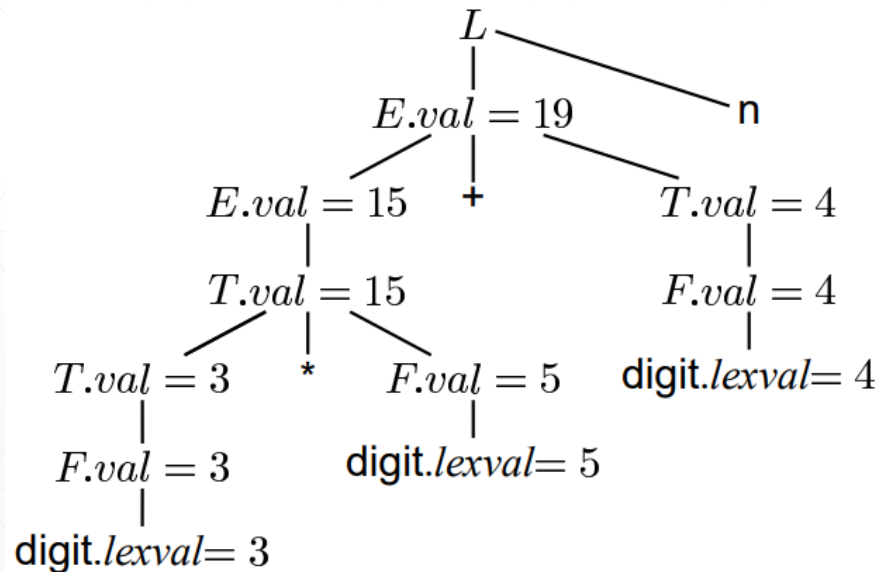 L
E.val = 19 n
E.val = 15 + T.val = 4
T.val = 15 F.val = 4
T.val = 3 * F.val = 5 digit.lexval= 4
F.val = 3 digit.lexval= 5
digit.lexval= 3